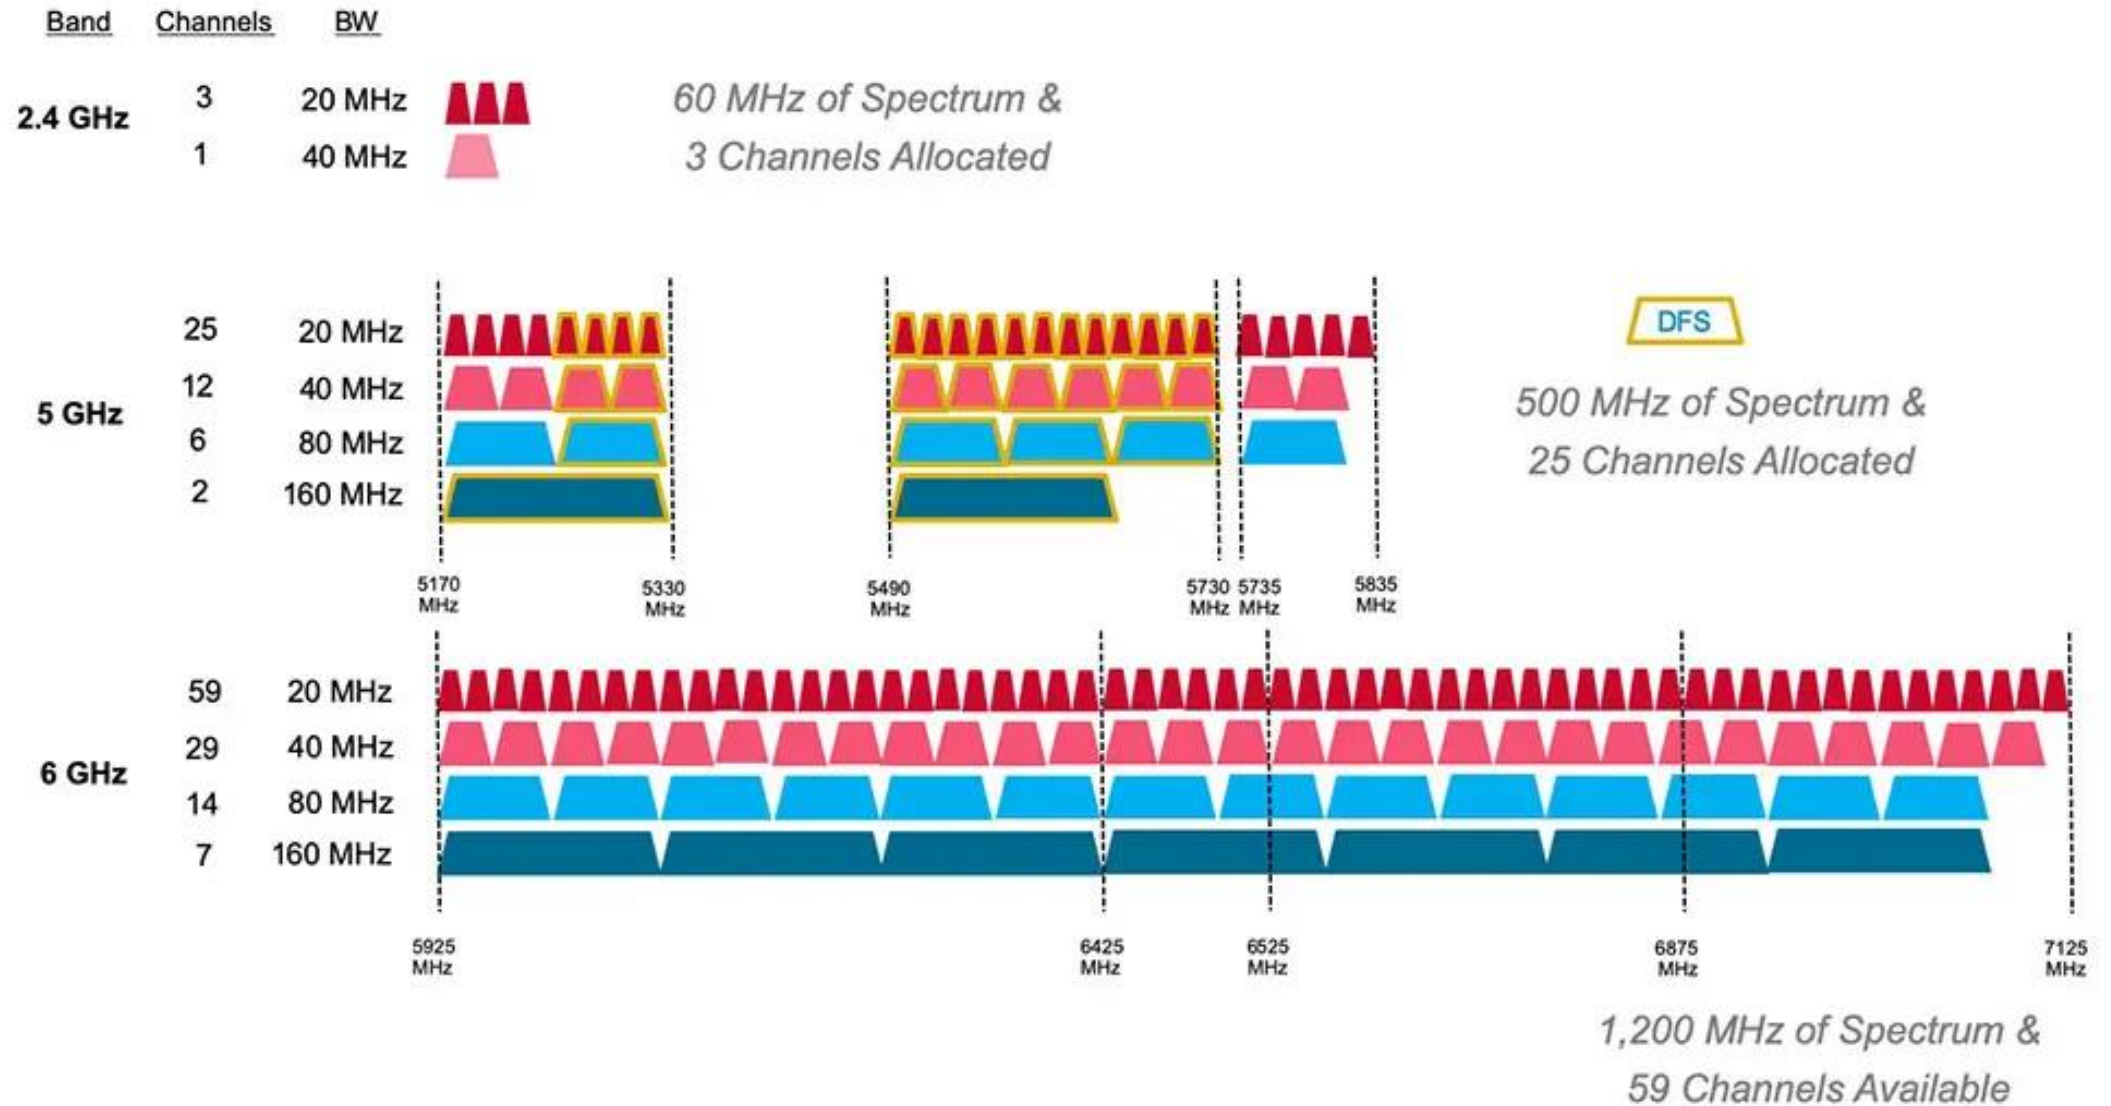 Band Channels BW
2.4 GHz
3 20 MHz
1 40 MHz
60 MHz of Spectrum &
3 Channels Allocated
5 GHz
25 20 MHz
12 40 MHz
6 80 MHz
2 160 MHz
DFS
500 MHz of Spectrum &
25 Channels Allocated
5170 5330 5490 5730 5735 5835
MHz MHz MHz MHz MHz MHz
6 GHz
59 20 MHz
29 40 MHz
14 80 MHz
7 160 MHz
5925 6425 6525 6875 7125
MHz MHz MHz MHz MHz
1,200 MHz of Spectrum &
59 Channels Available